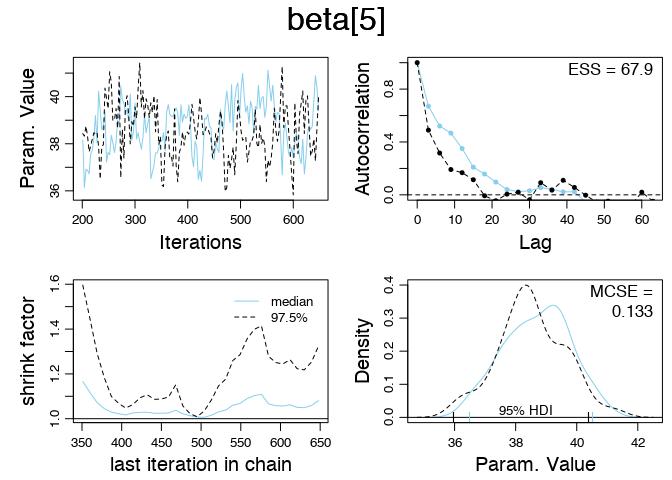 beta[5]
Param. Value
36 38 40
200 300 400 500 600
Iterations
Autocorrelation
0.0 0.4 0.8
ESS = 67.9
0 10 20 30 40 50 60
Lag
shrink factor
1.0 1.2 1.4 1.6
median
97.5%
350 400 450 500 550 600 650
last iteration in chain
Density
0.0 0.1 0.2 0.3 0.4
MCSE =
0.133
95% HDI
36 38 40 42
Param. Value